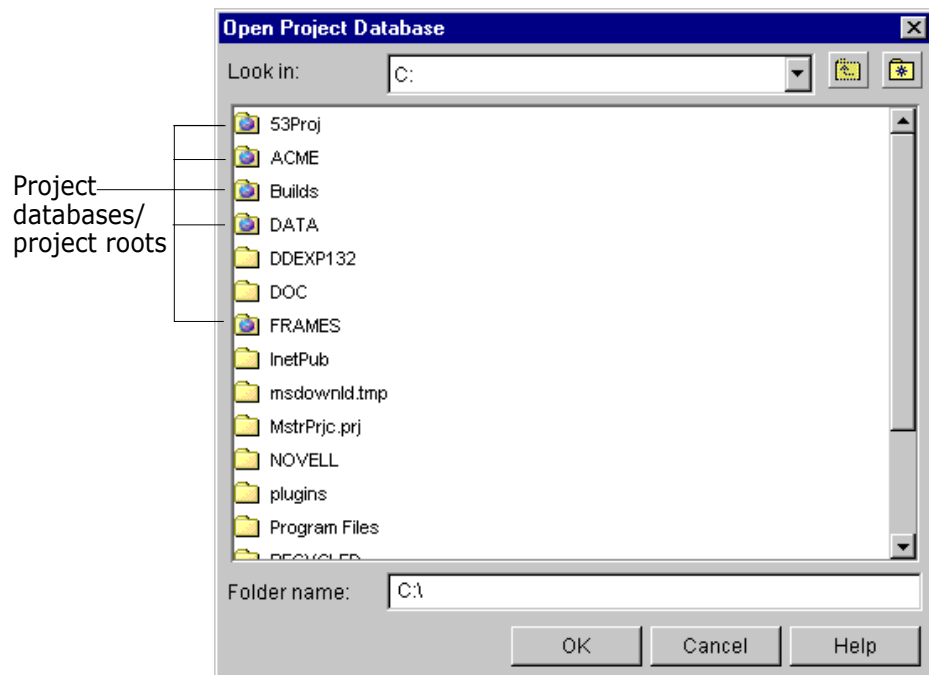 Open Project Database
Look in:
C:
53Proj
ACME
Builds
DATA
DDEXP132
DOC
FRAMES
InetPub
msdownld.tmp
MstrPrjc.prj
NOVELL
plugins
Program Files
RECYCLED
Folder name:
C:\
OK
Cancel
Help
Project
databases/
project roots